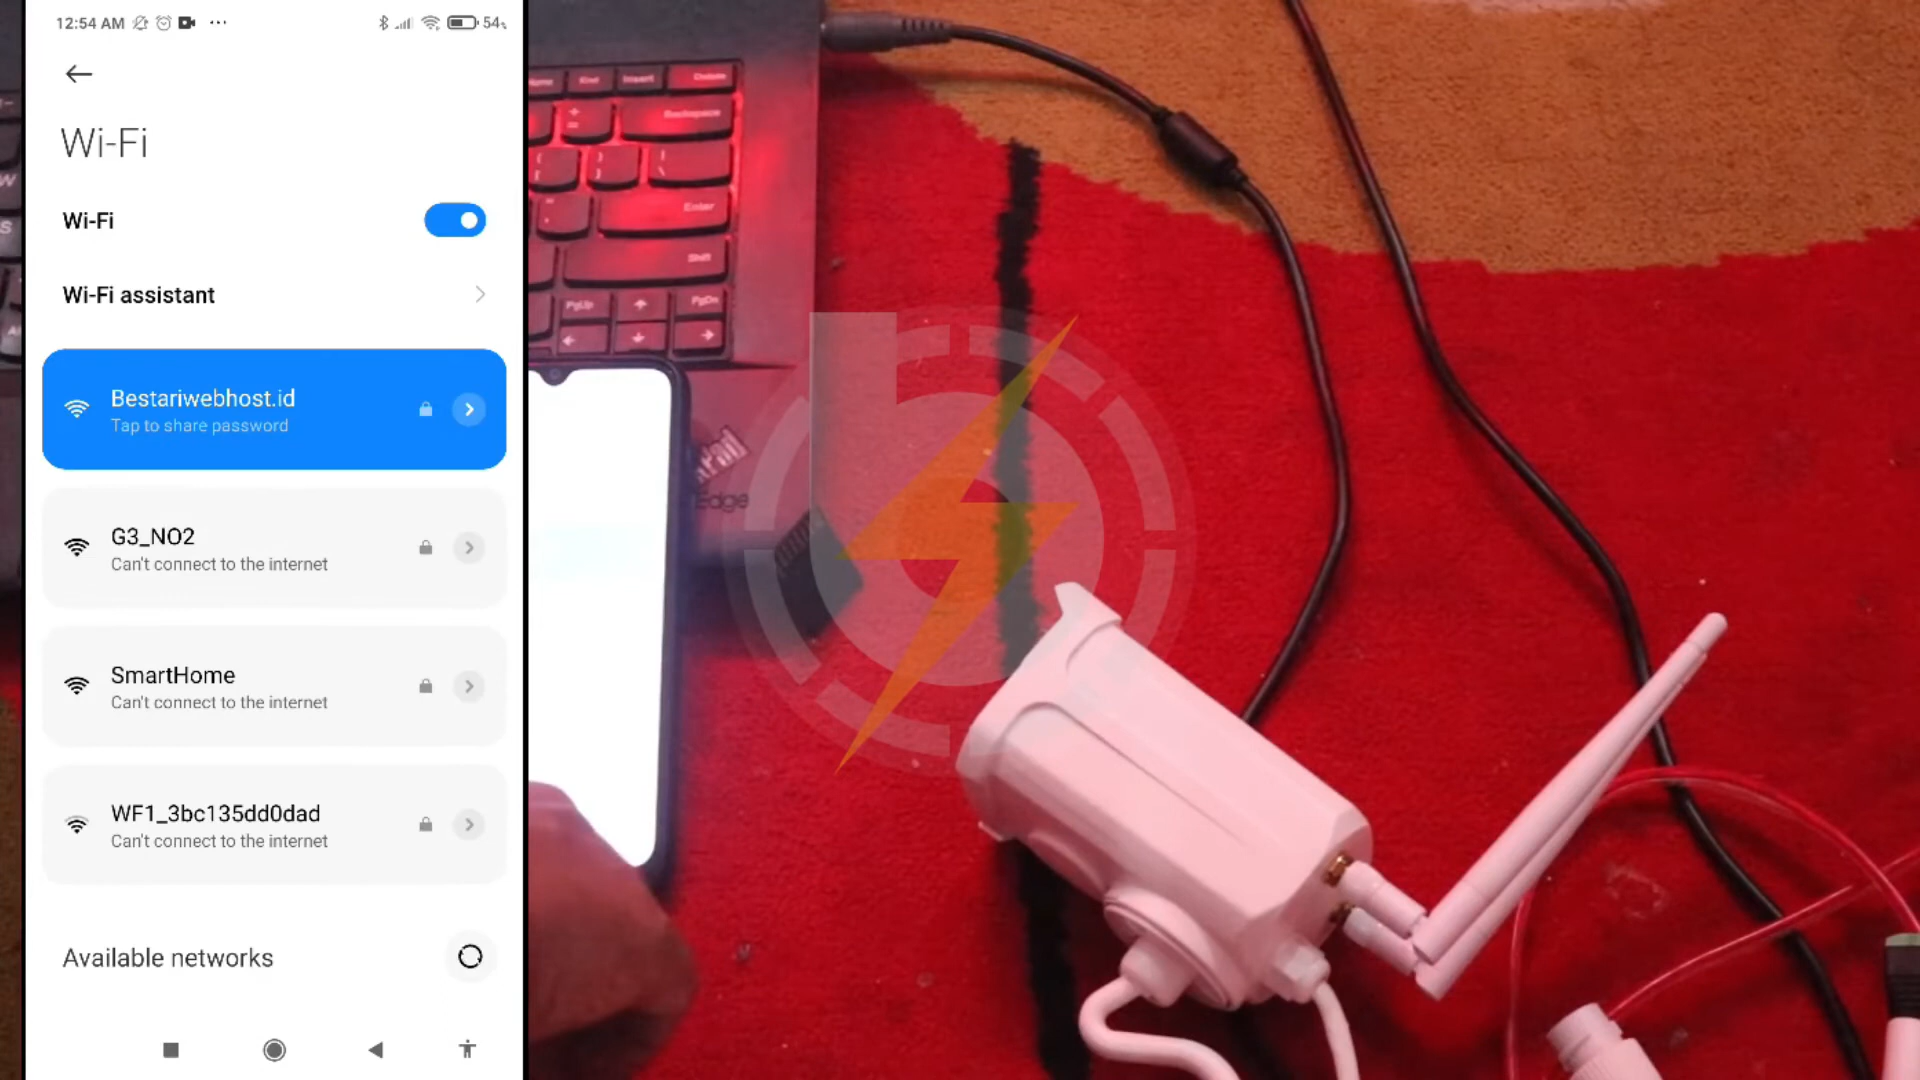 12:54 AM
54%
Wi-Fi
Wi-Fi
Wi-Fi assistant
Bestariwebhost.id
Tap to share password
G3_NO2
Can't connect to the internet
SmartHome
Can't connect to the internet
WF1_3bc135dd0dad
Can't connect to the internet
Available networks
End
Insert
Delete
+
=
Backspace
{
[
}
]
|
\
Enter
Shift
PgUp
PgDn
Edge